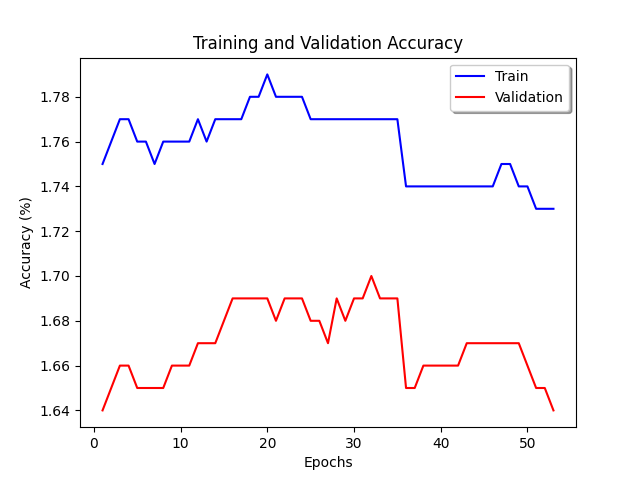 Training and Validation Accuracy
Train
Validation
1.78
1.76
1.74
1.72
1.70
1.68
1.66
1.64
Accuracy (%)
0 10 20 30 40 50
Epochs